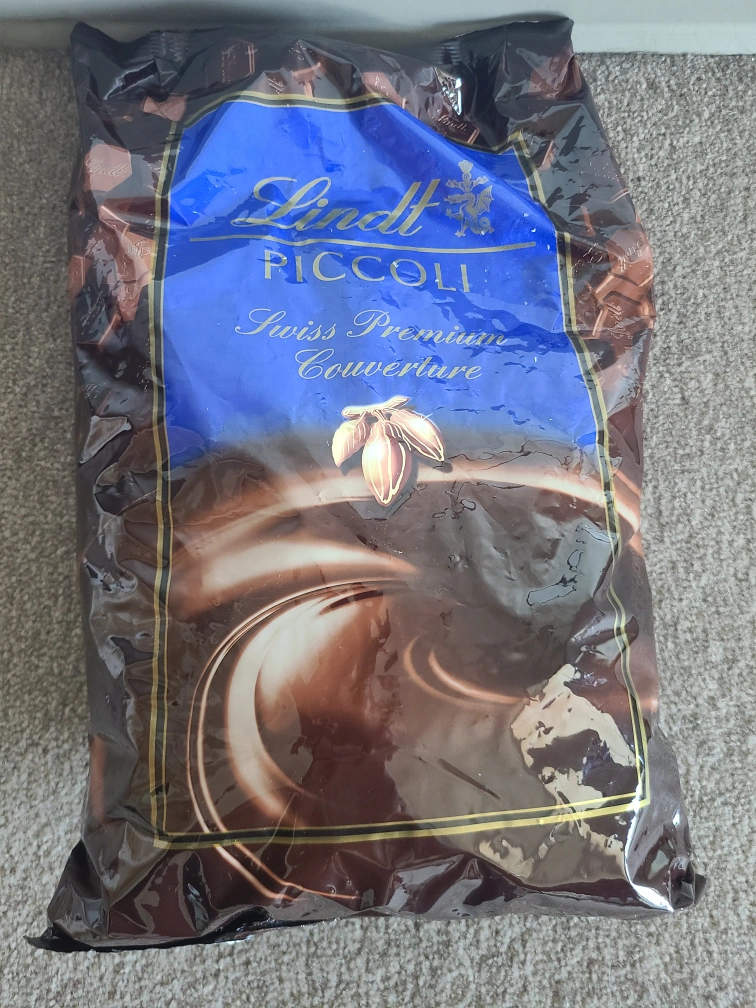 Lindt
PICCOLI
Swiss Premium
Couverture